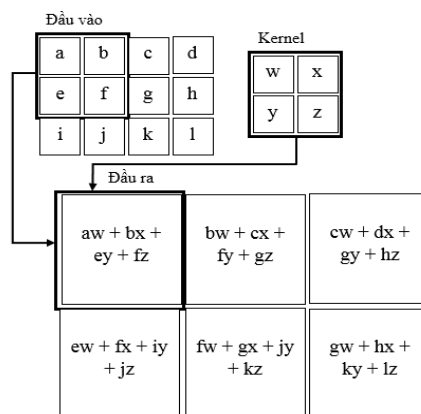 Đầu vào
Kernel
a b c d
e f g h
i j k l
w x
y z
Đầu ra
aw + bx +
ey + fz
bw + cx +
fy + gz
cw + dx +
gy + hz
ew + fx + iy
+ jz
fw + gx + jy
+ kz
gw + hx +
ky + lz